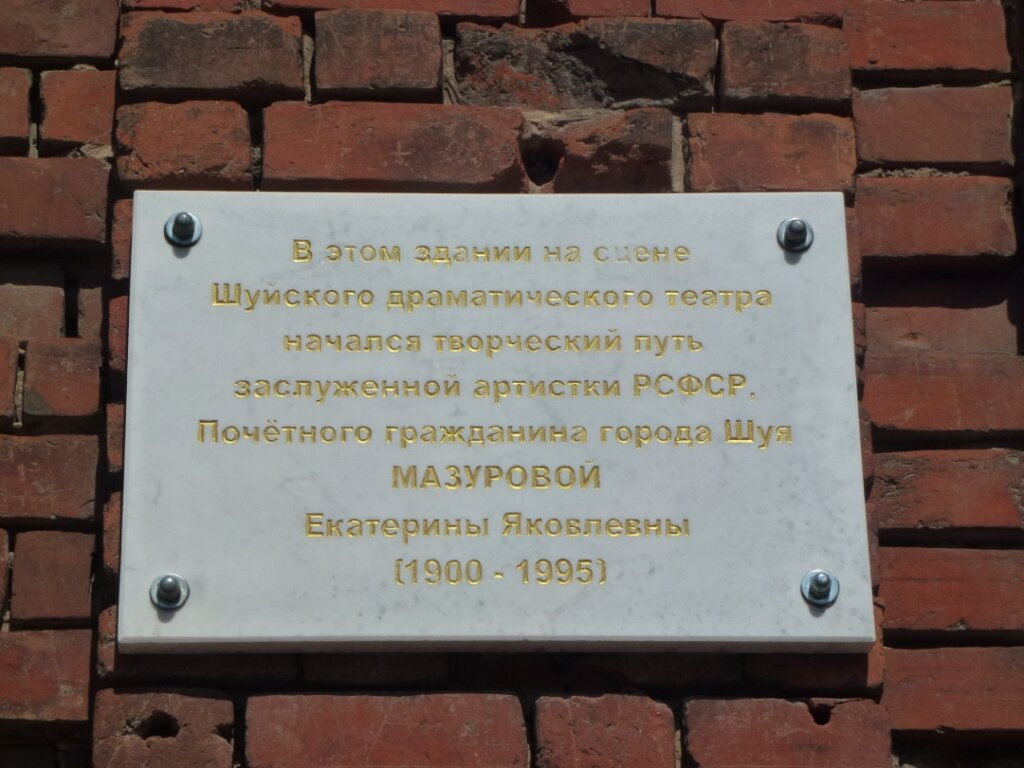 В этом здании на сцене
Шуйского драматического театра
начался творческий путь
заслуженной артистки РСФСР,
Почётного гражданина города Шуя
МАЗУРОВОЙ
Екатерины Яковлевны
(1900 - 1995)